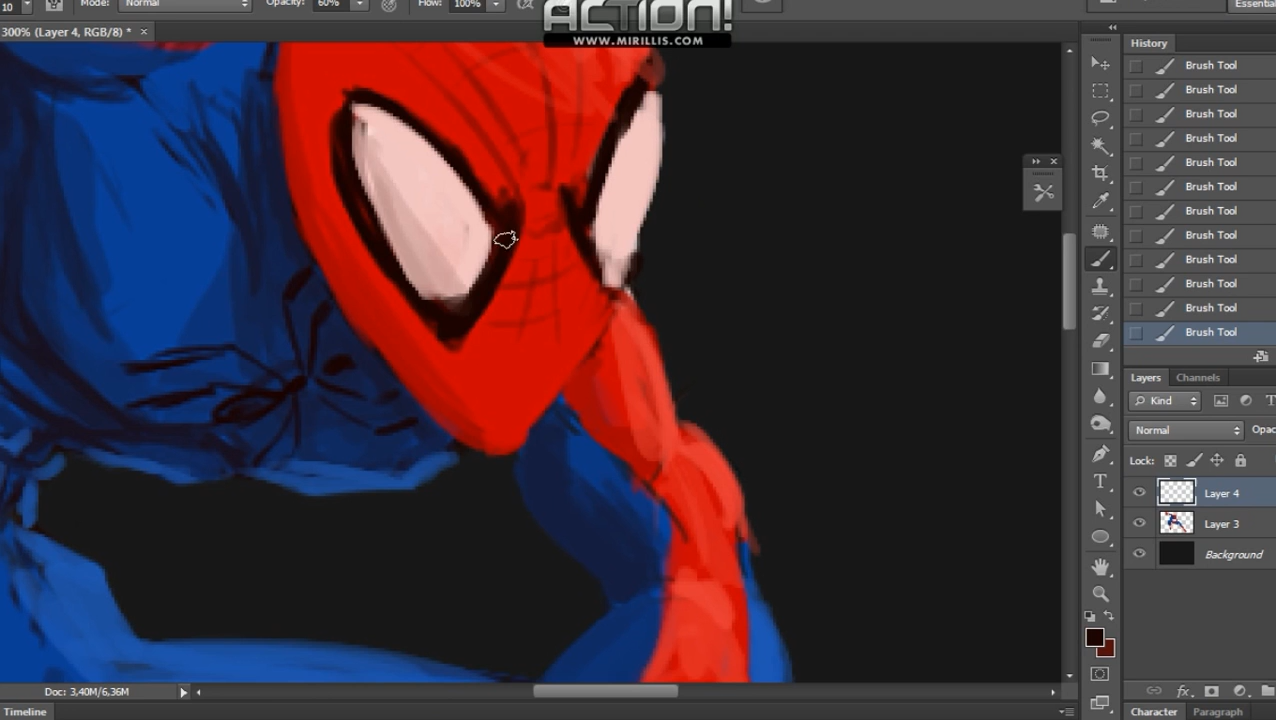 10 Mode: Normal Opacity: 60% Flow: 100%
ACTION!
WWW.MIRILLIS.COM
Essential
300% (Layer 4, RGB/8) *
History
Brush Tool
Brush Tool
Brush Tool
Brush Tool
Brush Tool
Brush Tool
Brush Tool
Brush Tool
Brush Tool
Brush Tool
Brush Tool
Brush Tool
Layers Channels
Kind
Normal Opac
Lock:
Layer 4
Layer 3
Background
Doc: 3,40M/6,36M
Timeline
Character Paragraph